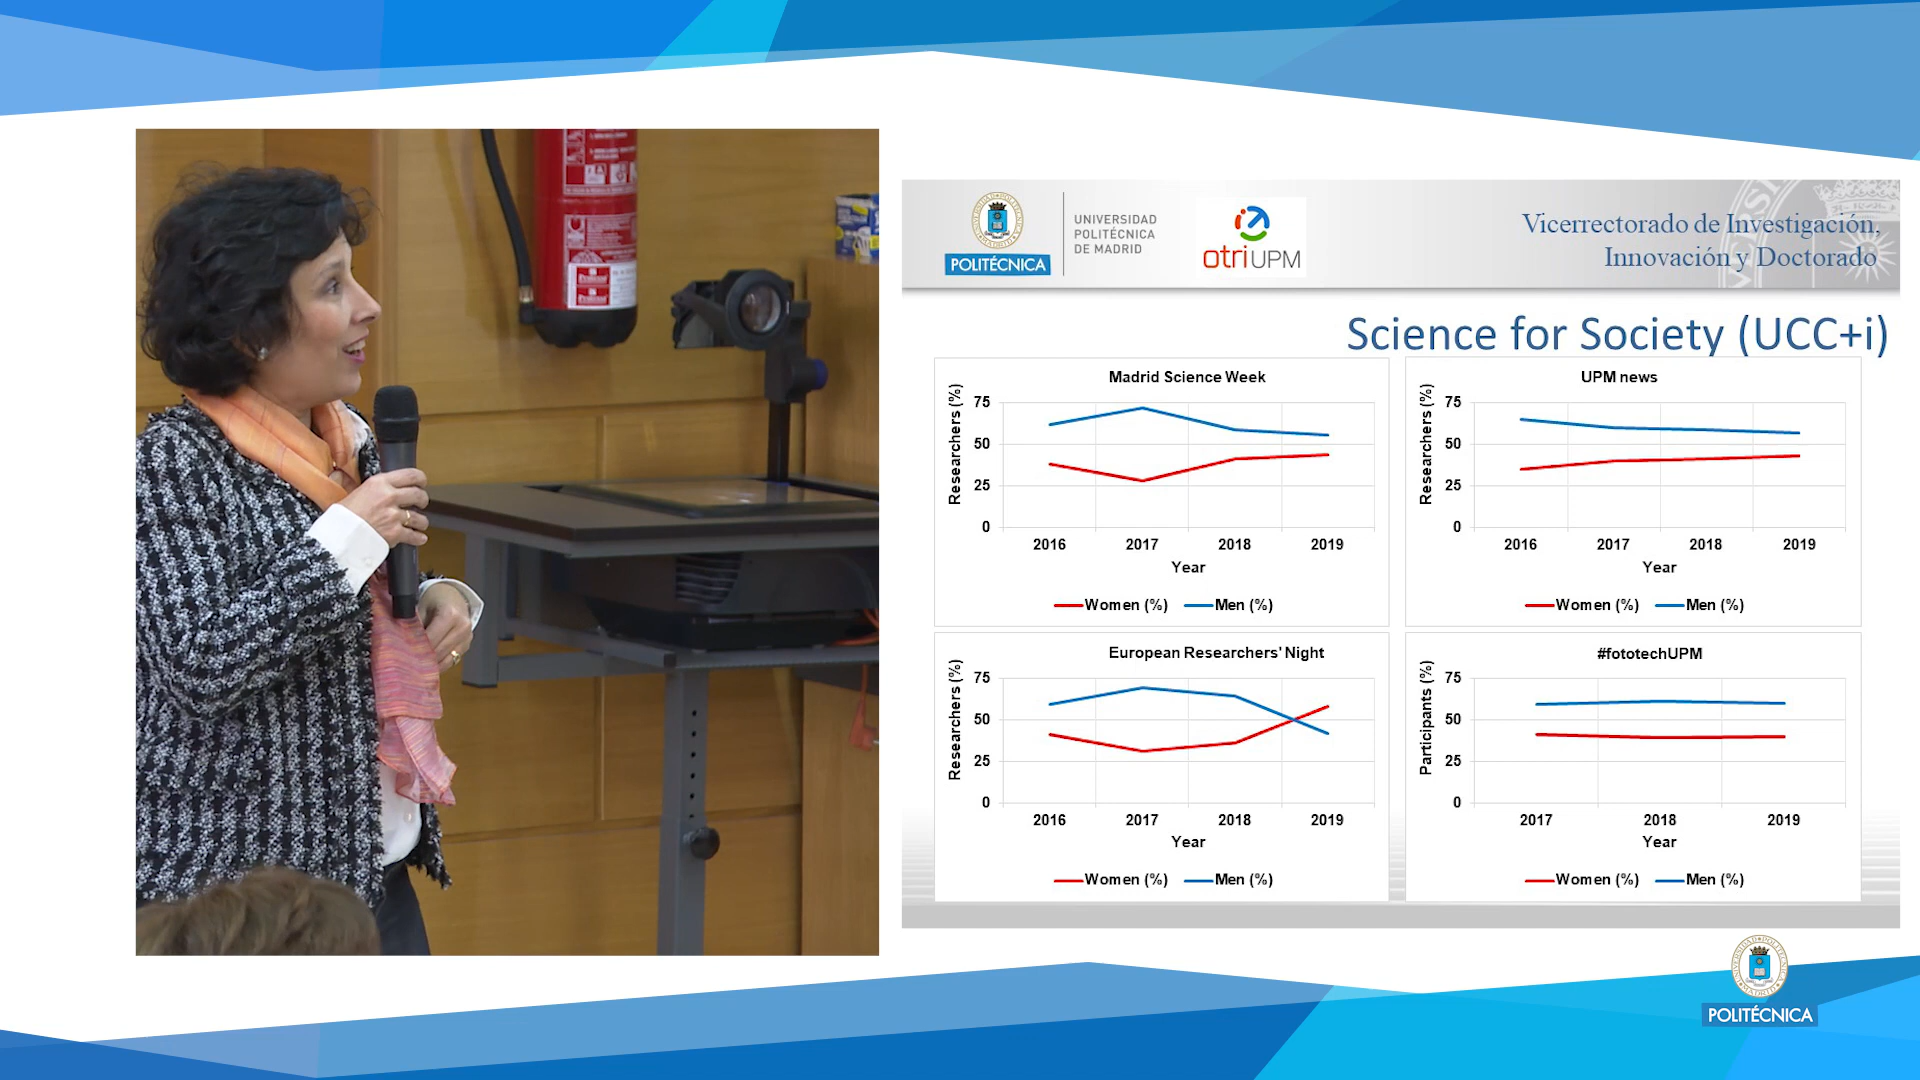 UNIVERSIDAD
POLITÉCNICA
DE MADRID
POLITÉCNICA
otriUPM
Vicerrectorado de Investigación,
Innovación y Doctorado
Science for Society (UCC+i)
Madrid Science Week
Researchers (%)
75
50
25
0
2016 2017 2018 2019
Year
Women (%) Men (%)
UPM news
Researchers (%)
75
50
25
0
2016 2017 2018 2019
Year
Women (%) Men (%)
European Researchers' Night
Researchers (%)
75
50
25
0
2016 2017 2018 2019
Year
Women (%) Men (%)
#fototechUPM
Participants (%)
75
50
25
0
2017 2018 2019
Year
Women (%) Men (%)
POLITÉCNICA